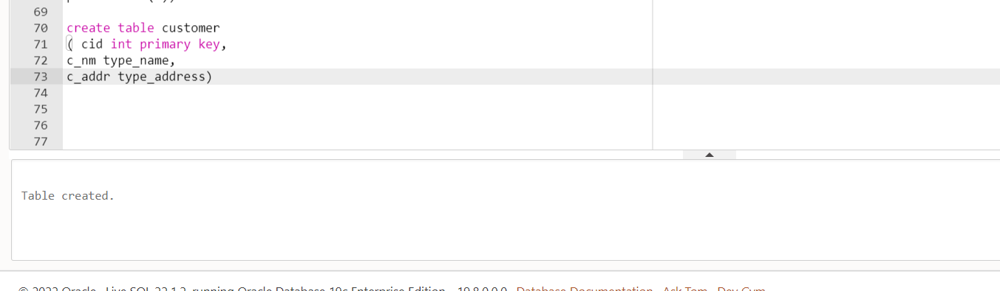 69
70 create table customer
71 ( cid int primary key,
72 c_nm type_name,
73 c_addr type_address)
74
75
76
77
Table created.
© 2022 Oracle Live SQL 22.1.2, running Oracle Database 19c Enterprise Edition - 19.8.0.0.0 Database Documentation Ask Tom Dev Gym